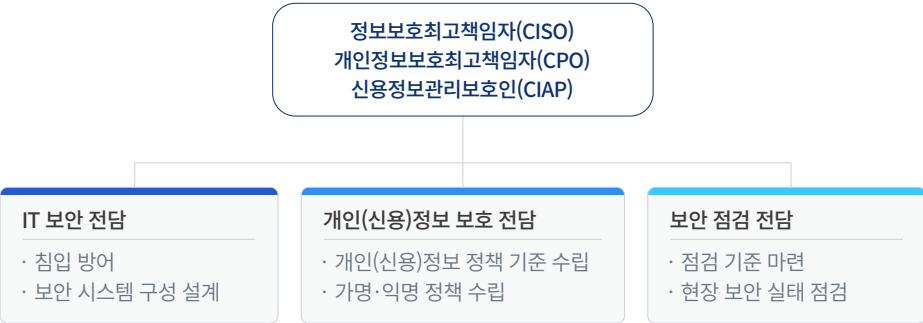 정보보호최고책임자(CISO)
개인정보보호최고책임자(CPO)
신용정보관리보호인(CIAP)
IT 보안 전담
· 침입 방어
· 보안 시스템 구성 설계
개인(신용)정보 보호 전담
· 개인(신용)정보 정책 기준 수립
· 가명·익명 정책 수립
보안 점검 전담
· 점검 기준 마련
· 현장 보안 실태 점검